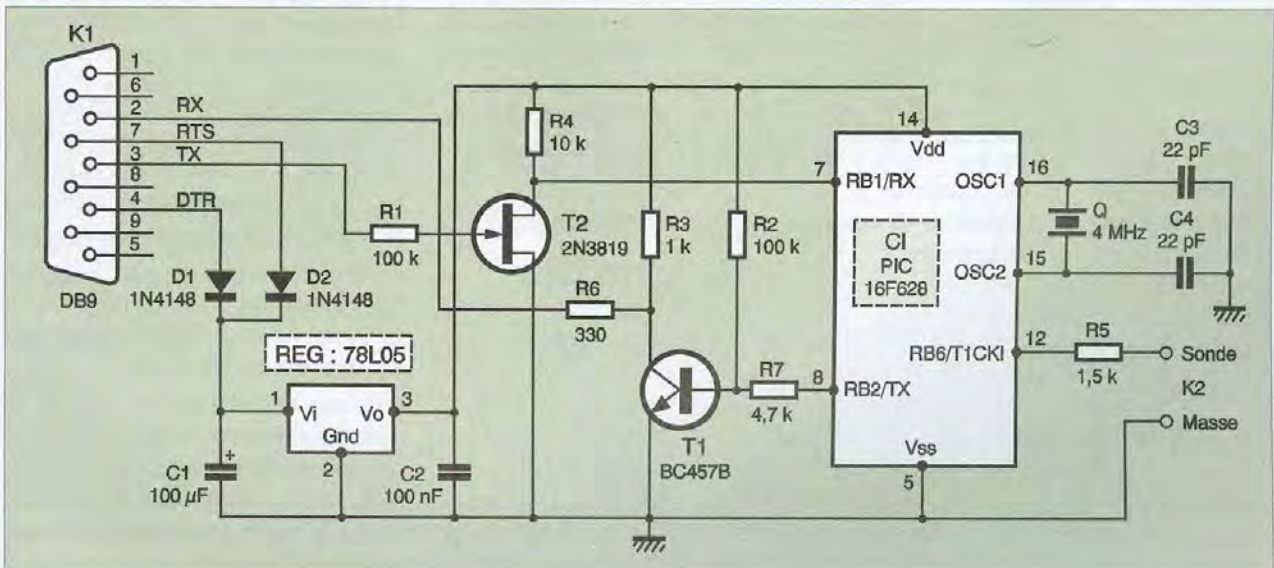 K1
1
6
2
RX
7
RTS
3
TX
8
4
DTR
9
5
DB9
D1
1N4148
D2
1N4148
REG : 78L05
1
Vi
Vo
3
Gnd
2
C1
+
100 µF
C2
100 nF
R1
100 k
R4
10 k
T2
2N3819
R6
330
R3
1 k
R2
100 k
T1
BC457B
R7
4,7 k
7
RB1/RX
8
RB2/TX
14
Vdd
CI
PIC
16F628
OSC1
16
OSC2
15
RB6/T1CKI
12
Vss
5
Q
4 MHz
C3
22 pF
C4
22 pF
R5
1,5 k
Sonde
K2
Masse